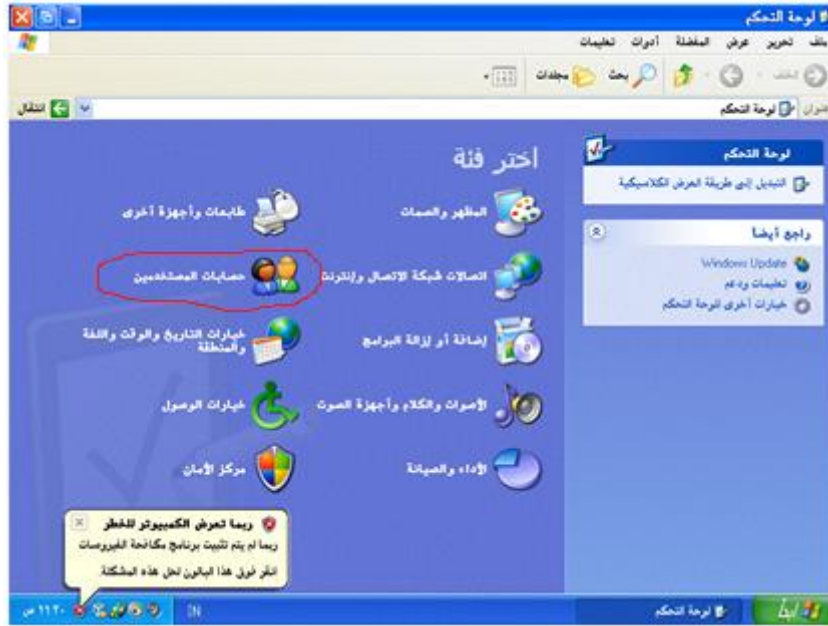 لوحة التحكم
ملف تحرير عرض المفضلة أدوات تعليمات
بحث مجلدات
لوحة التحكم انتقال
لوحة التحكم
التبديل إلى طريقة العرض الكلاسيكية
راجع أيضا
Windows Update
تعليمات ودعم
خيارات أخرى للوحة التحكم
اختر فئة
المظهر والسمات
طابعات وأجهزة أخرى
اتصالات شبكة الاتصال وإنترنت
حسابات المستخدمين
إضافة أو إزالة البرامج
خيارات التاريخ والوقت واللغة
والمنطقة
الأصوات والكلام وأجهزة الصوت
خيارات الوصول
الأداء والصيانة
مركز الأمان
ربما تعرض الكمبيوتر للخطر
ربما لم يتم تثبيت برنامج مكافحة الفيروسات
انقر فوق هذا البالون لحل هذه المشكلة.
ابدأ
لوحة التحكم
EN
١١:٢٠ ص